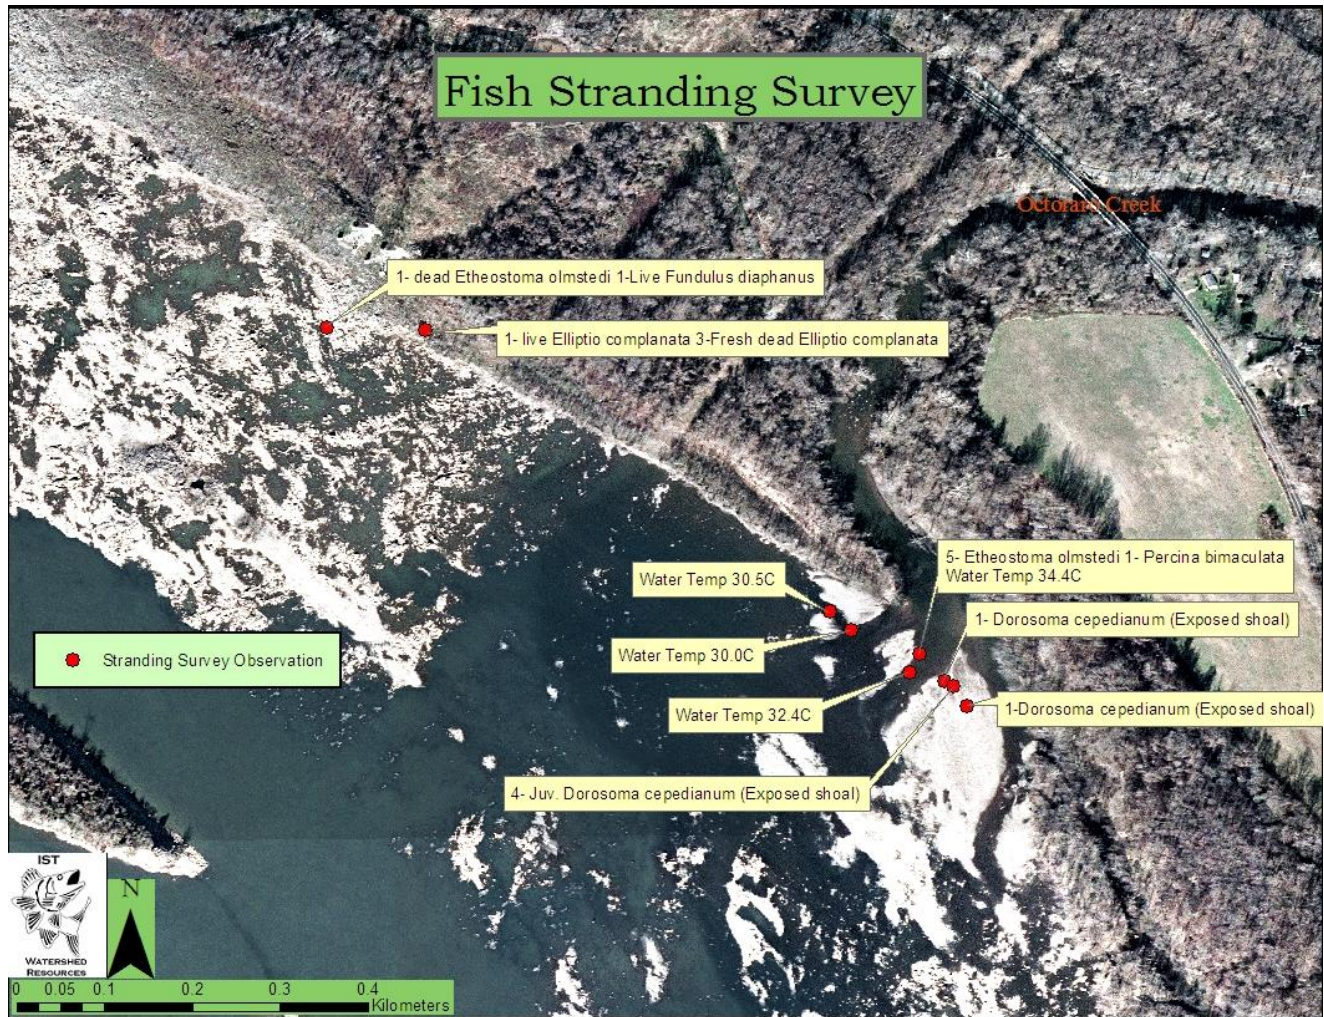 Fish Stranding Survey
Octoraro Creek
1- dead Etheostoma olmstedi 1-Live Fundulus diaphanus
1- live Elliptio complanata 3-Fresh dead Elliptio complanata
5- Etheostoma olmstedi 1- Percina bimaculata
Water Temp 34.4C
Water Temp 30.5C
1- Dorosoma cepedianum (Exposed shoal)
Water Temp 30.0C
Stranding Survey Observation
Water Temp 32.4C
1-Dorosoma cepedianum (Exposed shoal)
4- Juv. Dorosoma cepedianum (Exposed shoal)
IST
N
WATERSHED
RESOURCES
0 0.05 0.1 0.2 0.3 0.4
Kilometers